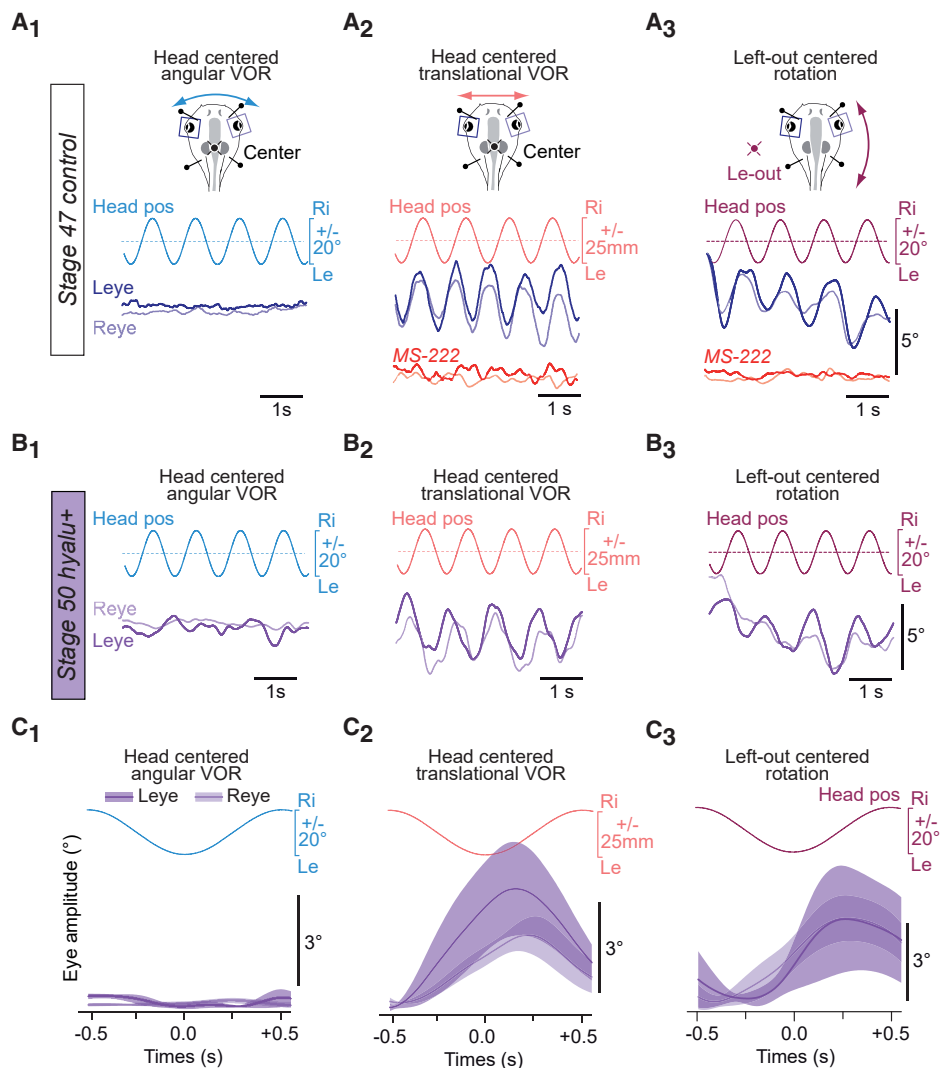 A1
A2
A3
Head centered
angular VOR
Head centered
translational VOR
Left-out centered
rotation
Center
Center
Le-out
Stage 47 control
Head pos
Ri
+/-
20°
Le
Head pos
Ri
+/-
25mm
Le
Head pos
Ri
+/-
20°
Le
Leye
Reye
5°
MS-222
MS-222
1s
1 s
1 s
B1
B2
B3
Head centered
angular VOR
Head centered
translational VOR
Left-out centered
rotation
Stage 50 hyalu+
Head pos
Ri
+/-
20°
Le
Head pos
Ri
+/-
25mm
Le
Head pos
Ri
+/-
20°
Le
Reye
Leye
5°
1s
1 s
1 s
C1
C2
C3
Head centered
angular VOR
Head centered
translational VOR
Left-out centered
rotation
Leye
Reye
Head pos
Ri
+/-
20°
Le
Ri
+/-
25mm
Le
Ri
+/-
20°
Le
Eye amplitude (°)
3°
3°
3°
-0.5
0.0
+0.5
-0.5
0.0
+0.5
-0.5
0.0
+0.5
Times (s)
Times (s)
Times (s)